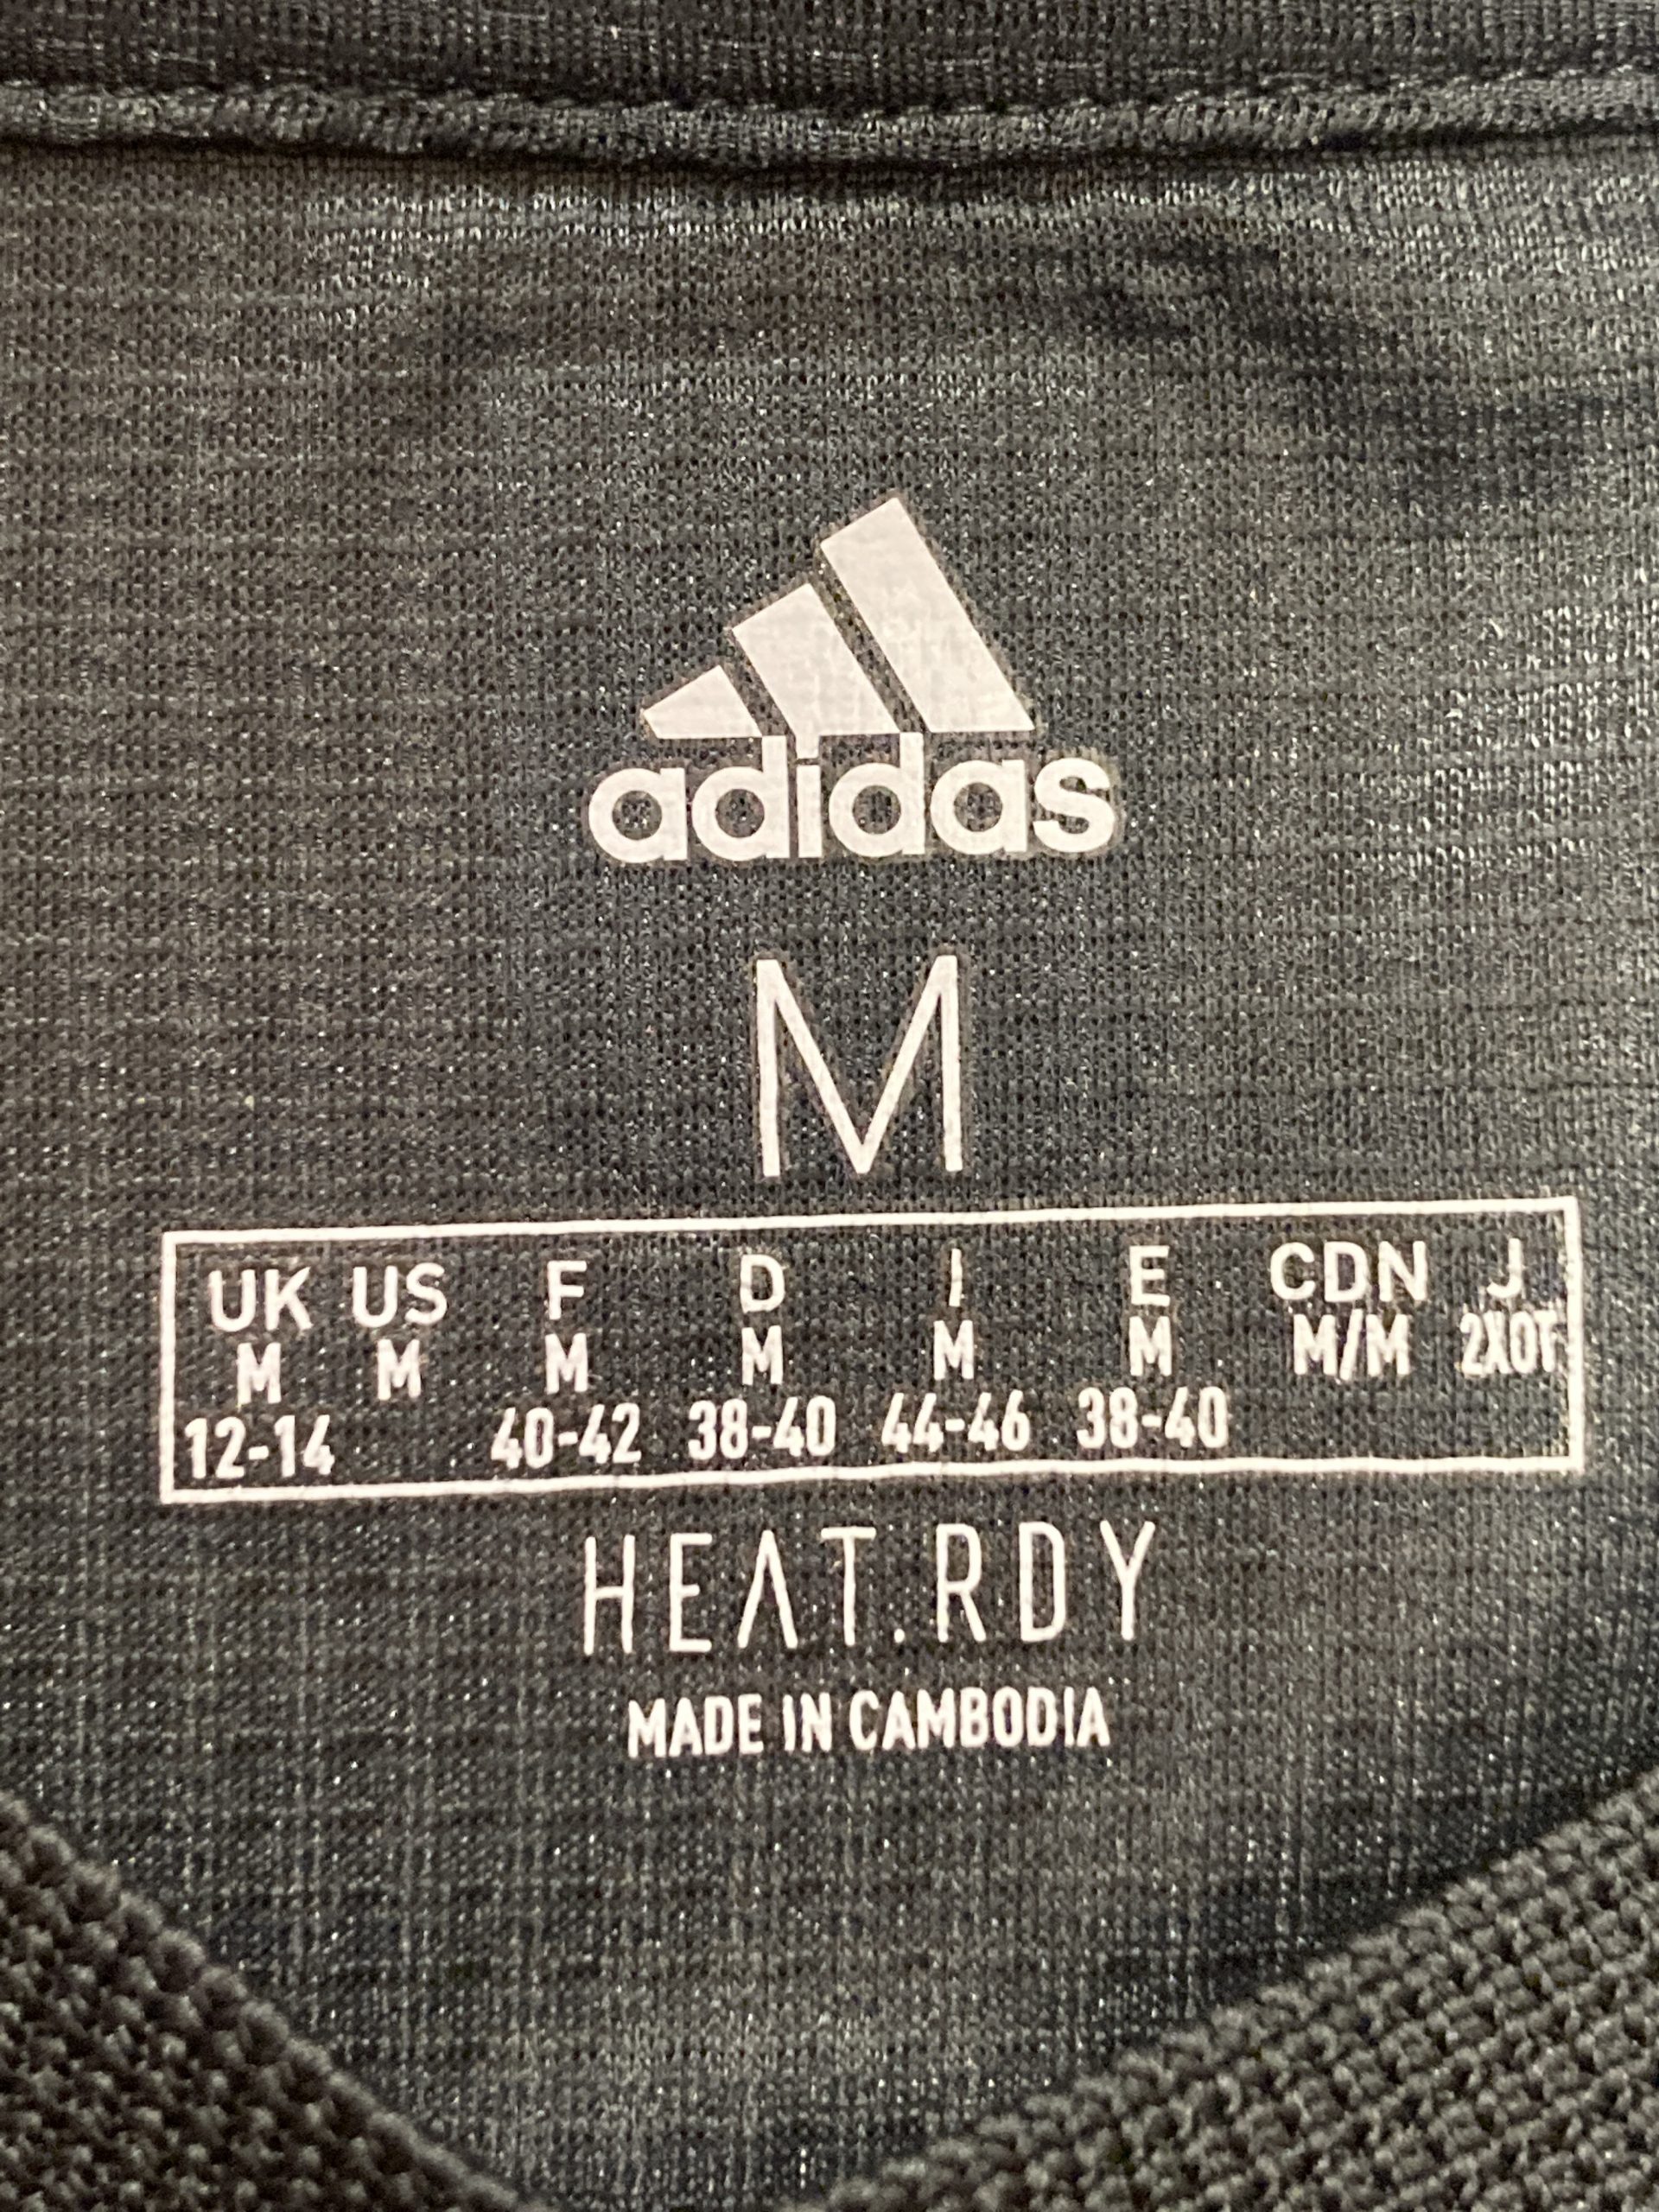 adidas
M
UK US F D I E CDN J
M M M M M M M/M 2XOT
12-14 40-42 38-40 44-46 38-40
HEAT.RDY
MADE IN CAMBODIA